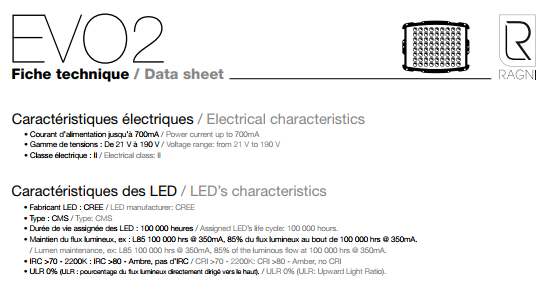 EVO2
Fiche technique / Data sheet
RAGNI
Caractéristiques électriques / Electrical characteristics
• Courant d'alimentation jusqu'à 700mA / Power current up to 700mA
• Gamme de tensions : De 21 V à 190 V / Voltage range: from 21 V to 190 V
• Classe électrique : II / Electrical class: II
Caractéristiques des LED / LED's characteristics
• Fabricant LED : CREE / LED manufacturer: CREE
• Type : CMS / Type: CMS
• Durée de vie assignée des LED : 100 000 heures / Assigned LED's life cycle: 100 000 hours.
• Maintien du flux lumineux, ex : L85 100 000 hrs @ 350mA, 85% du flux lumineux au bout de 100 000 hrs @ 350mA.
/ Lumen maintenance, ex: L85 100 000 hrs @ 350mA, 85% of the luminous flow at 100 000 hrs @ 350mA.
• IRC >70 - 2200K : IRC >80 - Ambre, pas d'IRC / CRI >70 - 2200K: CRI >80 - Amber, no CRI
• ULR 0% (ULR : pourcentage du flux lumineux directement dirigé vers le haut). / ULR 0% (ULR: Upward Light Ratio).